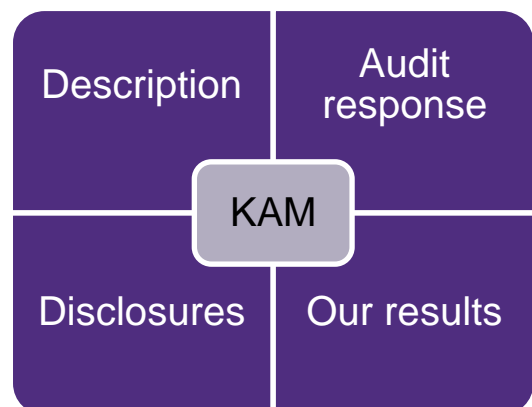 Description
Audit
response
KAM
Disclosures
Our results